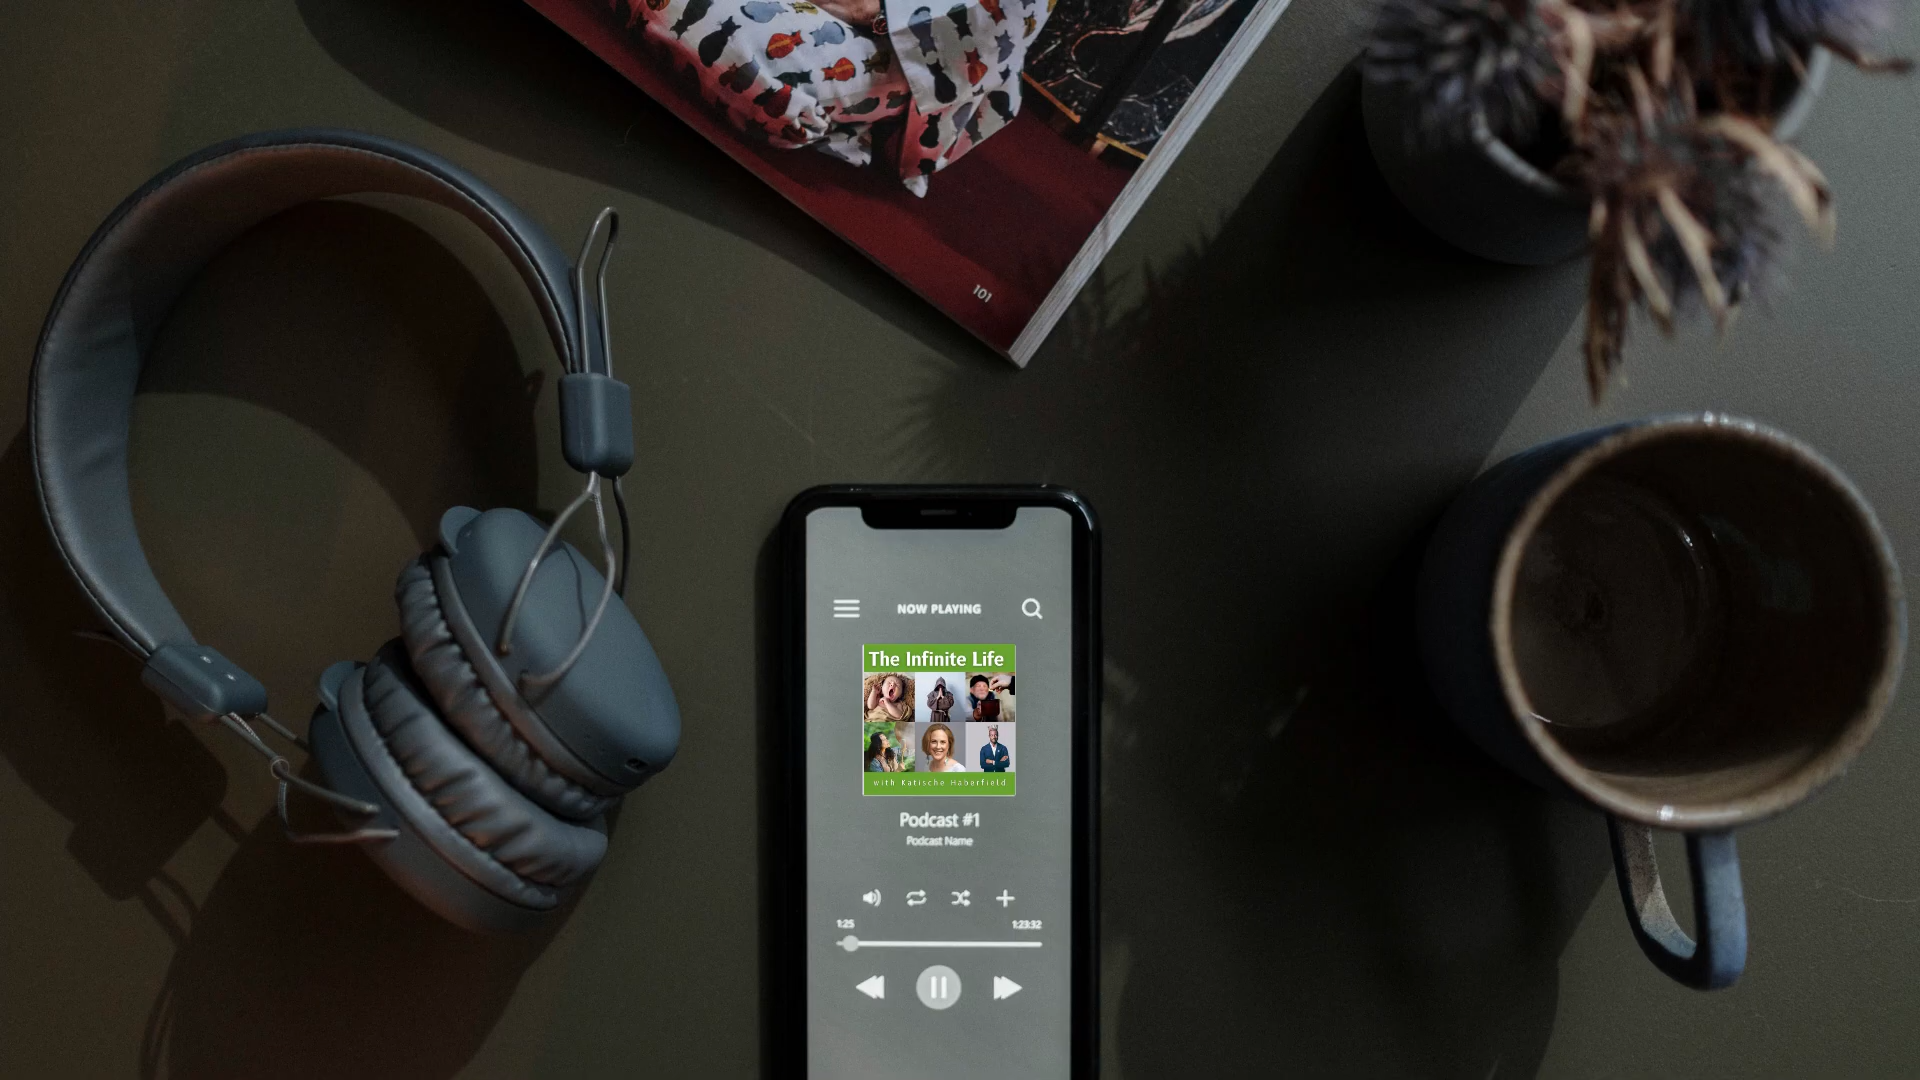 101
NOW PLAYING
The Infinite Life
with Katische Haberfield
Podcast #1
Podcast Name
1:25
1:23:32